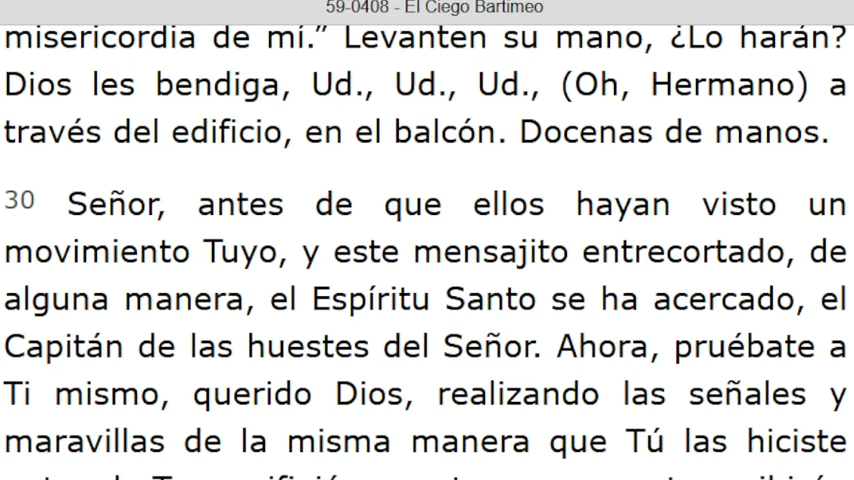 59-0408 - El Ciego Bartimeo
misericordia de mí.” Levanten su mano, ¿Lo harán?
Dios les bendiga, Ud., Ud., Ud., (Oh, Hermano) a
través del edificio, en el balcón. Docenas de manos.
30 Señor, antes de que ellos hayan visto un
movimiento Tuyo, y este mensajito entrecortado, de
alguna manera, el Espíritu Santo se ha acercado, el
Capitán de las huestes del Señor. Ahora, pruébate a
Ti mismo, querido Dios, realizando las señales y
maravillas de la misma manera que Tú las hiciste